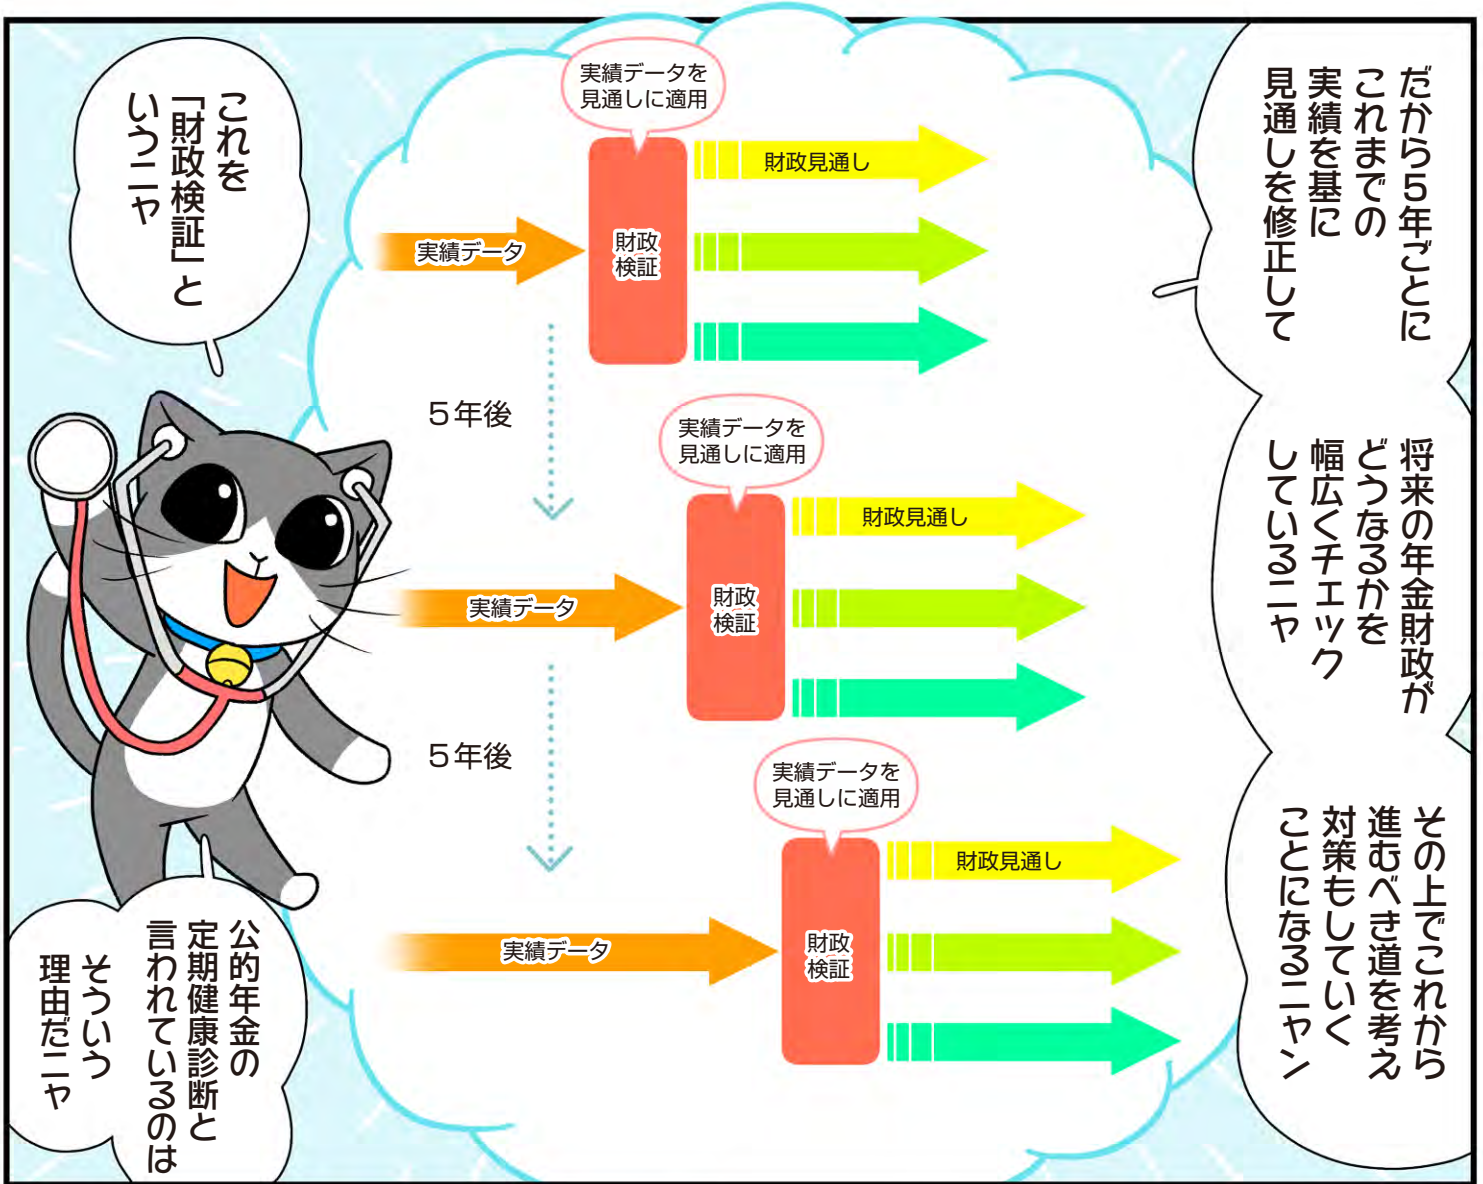 だから５年ごとに
これまでの
実績を基に
見通しを修正して
将来の年金財政が
どうなるかを
幅広くチェック
しているニャ
その上でこれから
進むべき道を考え
対策もしていく
ことになるニャン
実績データを
見通しに適用
実績データ
財政
検証
財政見通し
５年後
実績データを
見通しに適用
実績データ
財政
検証
財政見通し
５年後
実績データを
見通しに適用
実績データ
財政
検証
財政見通し
これを
「財政検証」と
いうニャ
公的年金の
定期健康診断と
言われているのは
そういう
理由だニャ